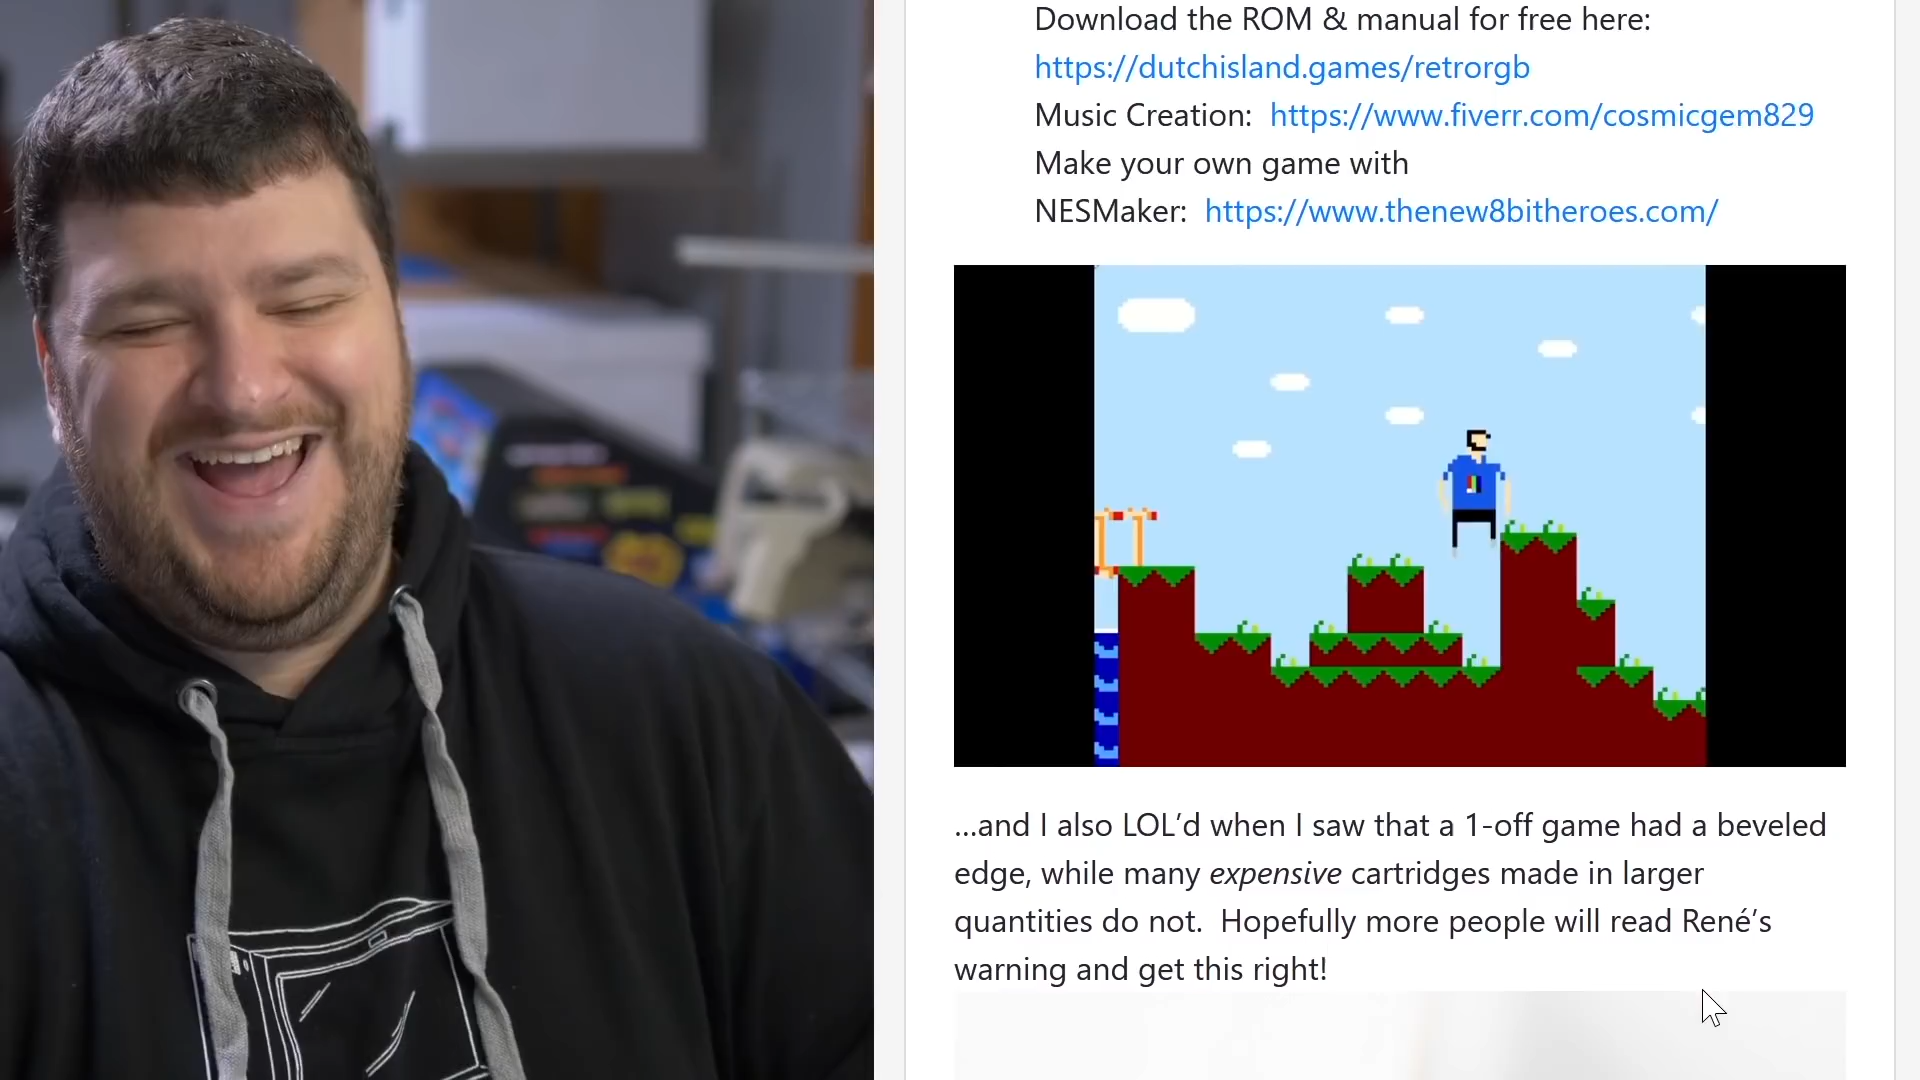 Download the ROM & manual for free here:
https://dutchisland.games/retrorgb
Music Creation:  https://www.fiverr.com/cosmicgem829
Make your own game with
NESMaker:  https://www.thenew8bitheroes.com/
...and I also LOL’d when I saw that a 1-off game had a beveled
edge, while many expensive cartridges made in larger
quantities do not.  Hopefully more people will read René’s
warning and get this right!